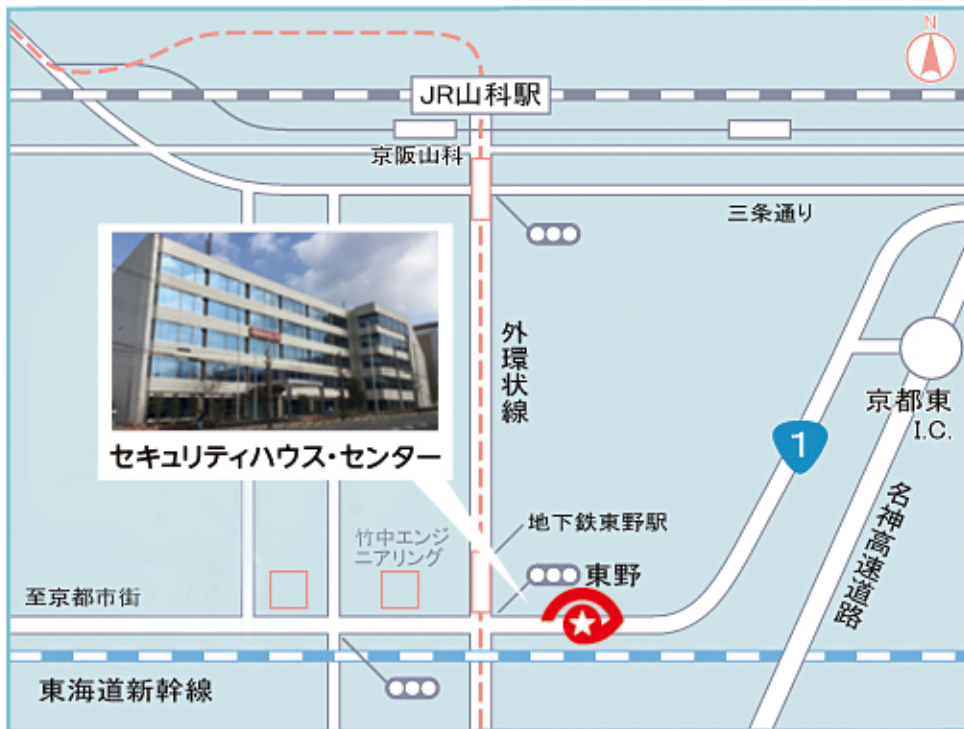 N
JR山科駅
京阪山科
三条通り
外環状線
京都東
I.C.
1
セキュリティハウス・センター
名神高速道路
地下鉄東野駅
竹中エンジ
ニアリング
東野
至京都市街
東海道新幹線